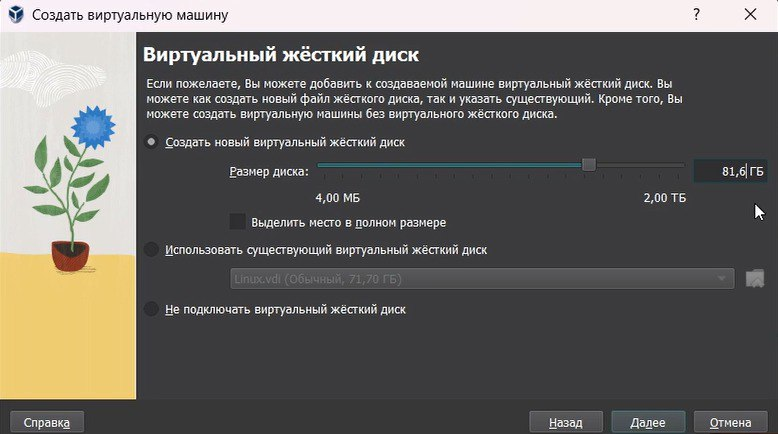 Создать виртуальную машину
Виртуальный жёсткий диск
Если пожелаете, Вы можете добавить к создаваемой машине виртуальный жёсткий диск. Вы
можете как создать новый файл жёсткого диска, так и указать существующий. Кроме того, Вы
можете создать виртуальную машины без виртуального жёсткого диска.
Создать новый виртуальный жёсткий диск
Размер диска: 81,6 ГБ
4,00 МБ 2,00 ТБ
Выделить место в полном размере
Использовать существующий виртуальный жёсткий диск
Linux.vdi (Обычный, 71,70 ГБ)
Не подключать виртуальный жёсткий диск
Справка Назад Далее Отмена